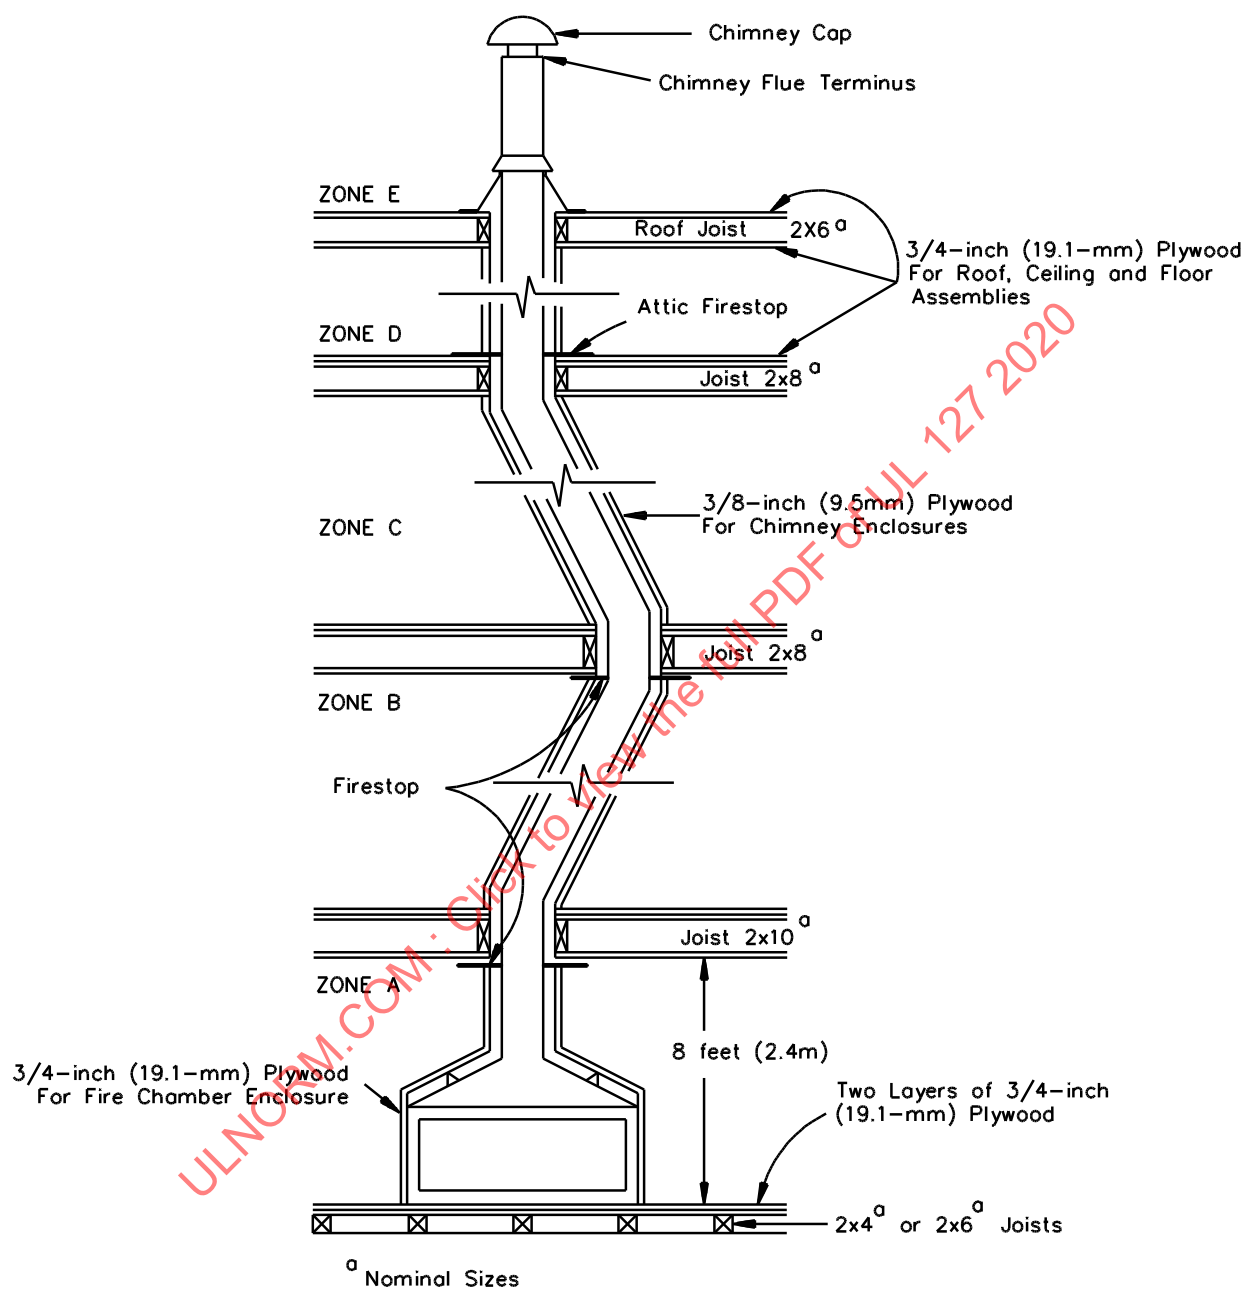 Chimney Cap
Chimney Flue Terminus
ZONE E
Roof Joist 2X6 a
3/4-inch (19.1-mm) Plywood
For Roof, Ceiling and Floor
Assemblies
Attic Firestop
ZONE D
Joist 2x8 a
3/8-inch (9.5mm) Plywood
For Chimney Enclosures
ZONE C
Joist 2x8 a
ZONE B
Firestop
Joist 2x10 a
ZONE A
8 feet (2.4m)
3/4-inch (19.1-mm) Plywood
For Fire Chamber Enclosure
Two Layers of 3/4-inch
(19.1-mm) Plywood
2x4 a or 2x6 a Joists
a Nominal Sizes
ULNORM.COM : Click to view the full PDF of UL 127 2020